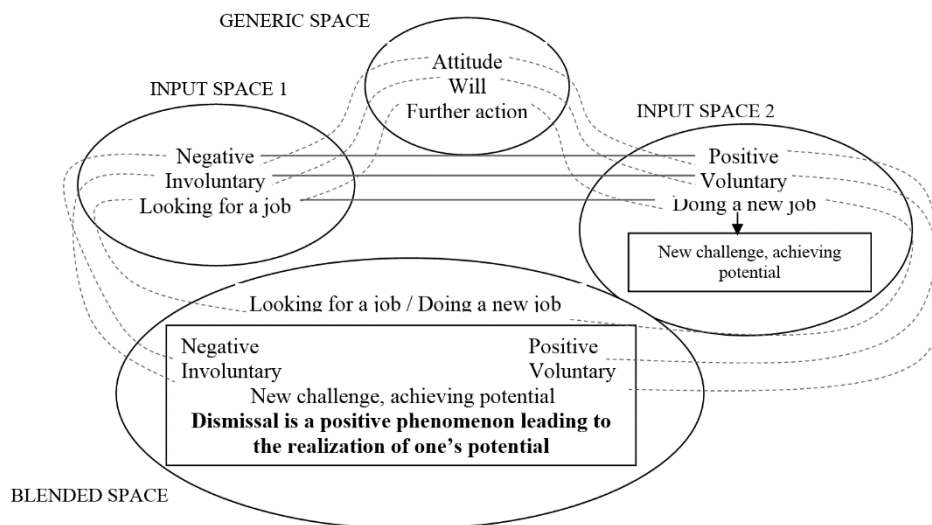 GENERIC SPACE
Attitude
Will
Further action
INPUT SPACE 1
Negative
Involuntary
Looking for a job
INPUT SPACE 2
Positive
Voluntary
Doing a new job
New challenge, achieving
potential
Looking for a job / Doing a new job
Negative Positive
Involuntary Voluntary
New challenge, achieving potential
Dismissal is a positive phenomenon leading to
the realization of one's potential
BLENDED SPACE